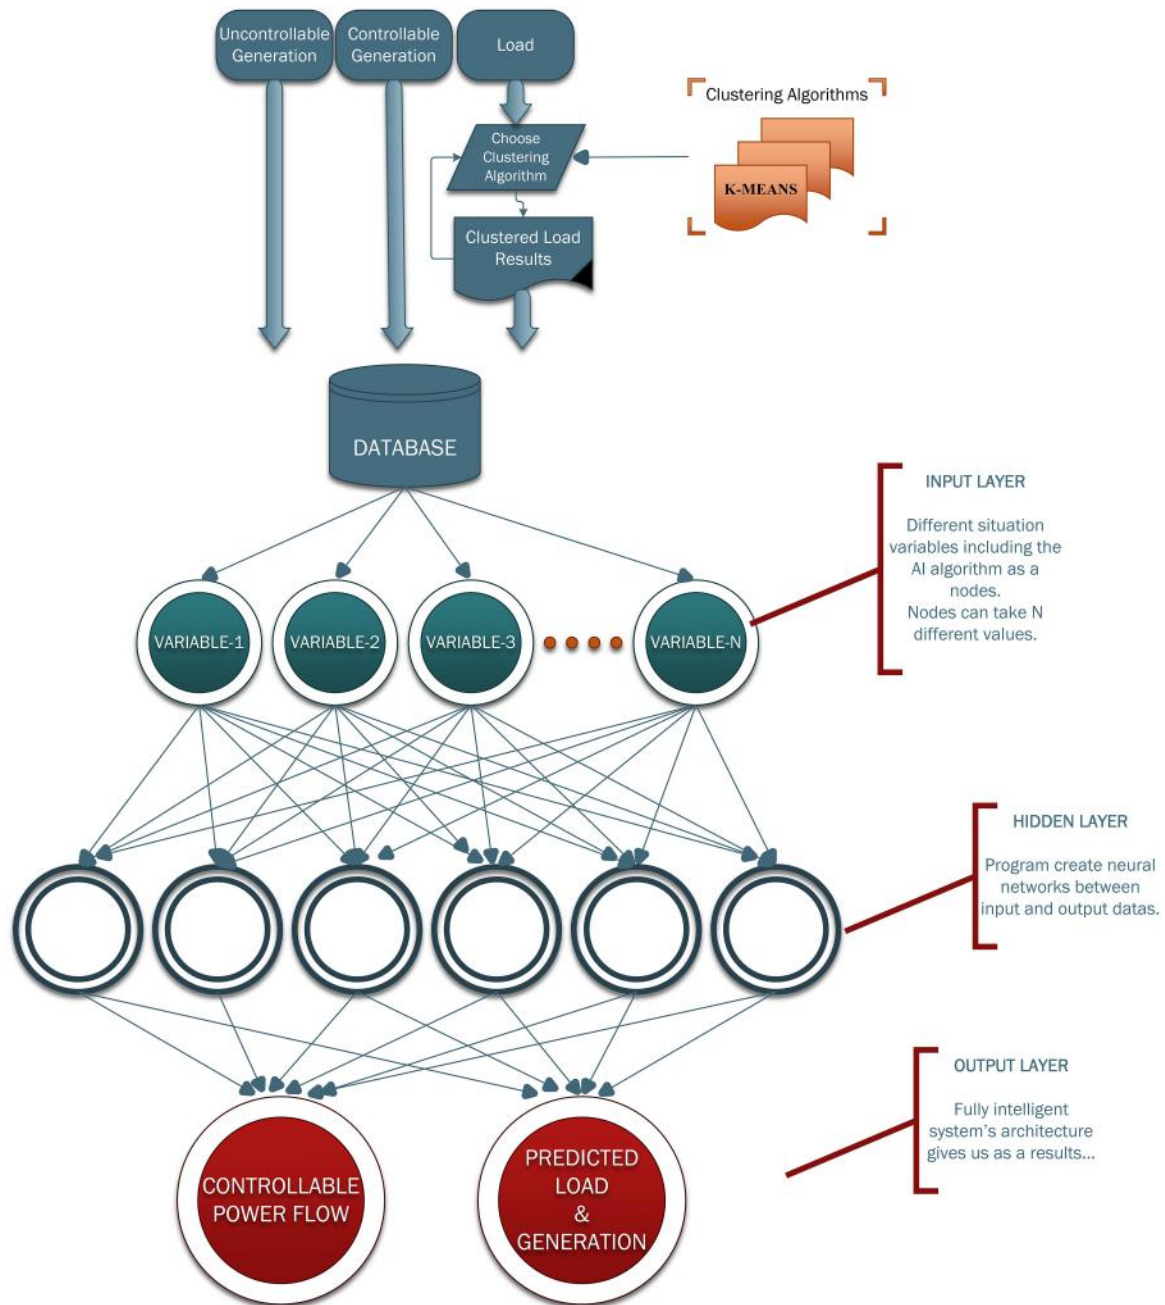 Uncontrollable
Generation
Controllable
Generation
Load
Clustering Algorithms
Choose
Clustering
Algorithm
K-MEANS
Clustered Load
Results
DATABASE
INPUT LAYER
Different situation
variables including the
AI algorithm as a
nodes.
Nodes can take N
different values.
VARIABLE-1
VARIABLE-2
VARIABLE-3
VARIABLE-N
HIDDEN LAYER
Program create neural
networks between
input and output datas.
OUTPUT LAYER
Fully intelligent
system's architecture
gives us as a results...
CONTROLLABLE
POWER FLOW
PREDICTED
LOAD
&
GENERATION